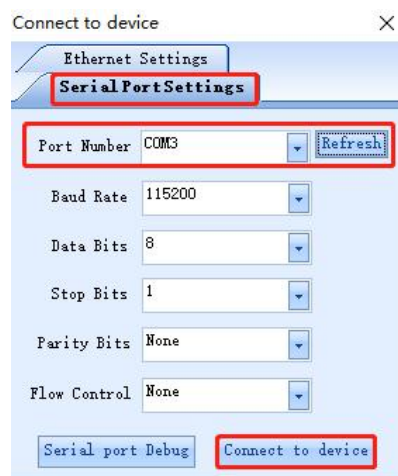 Connect to device
Ethernet Settings
SerialPortSettings
Port Number COM3 Refresh
Baud Rate 115200
Data Bits 8
Stop Bits 1
Parity Bits None
Flow Control None
Serial port Debug Connect to device